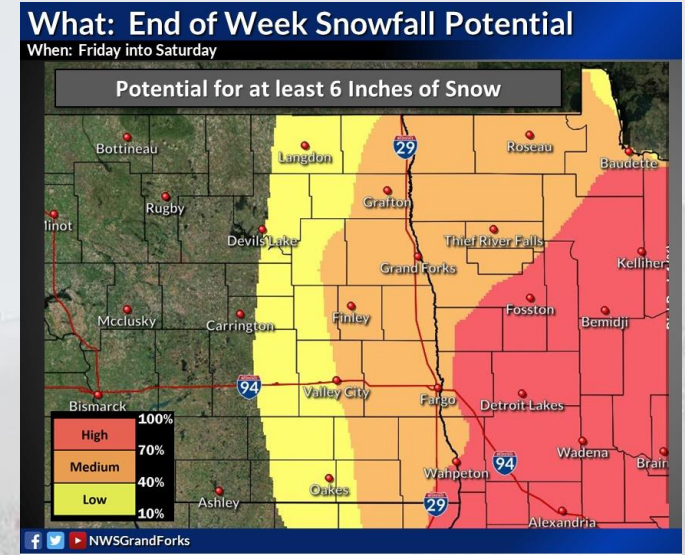 What: End of Week Snowfall Potential
When: Friday into Saturday
Potential for at least 6 Inches of Snow
Bottineau
Langdon
29
Roseau
Baudette
Rugby
Grafton
Minot
Devils Lake
Thief River Falls
Grand Forks
Kelliher
Mcclusky
Carrington
Finley
Fosston
Bemidji
94
Valley City
Fargo
Detroit Lakes
Bismarck
100%
High
70%
Medium
40%
Low
10%
Ashley
Oakes
Wahpeton
94
Wadena
Brain
29
Alexandria
NWSGrandForks